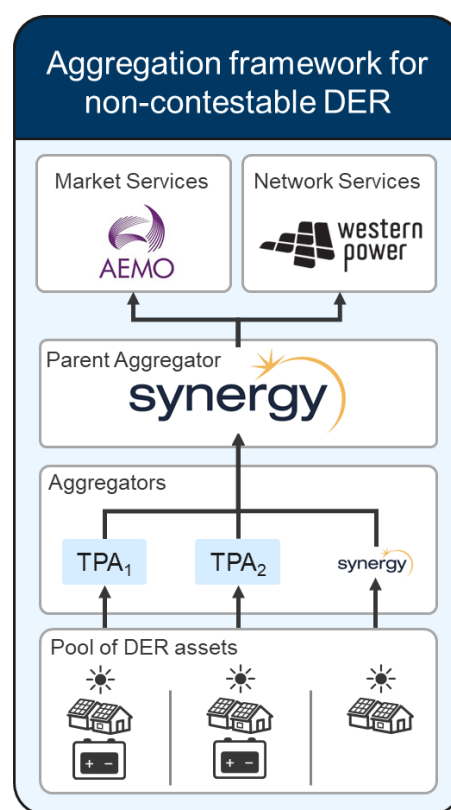 Aggregation framework for
non-contestable DER
Market Services
AEMO
Network Services
western
power
Parent Aggregator
synergy
Aggregators
TPA₁
TPA₂
synergy
Pool of DER assets
+ −
+ −